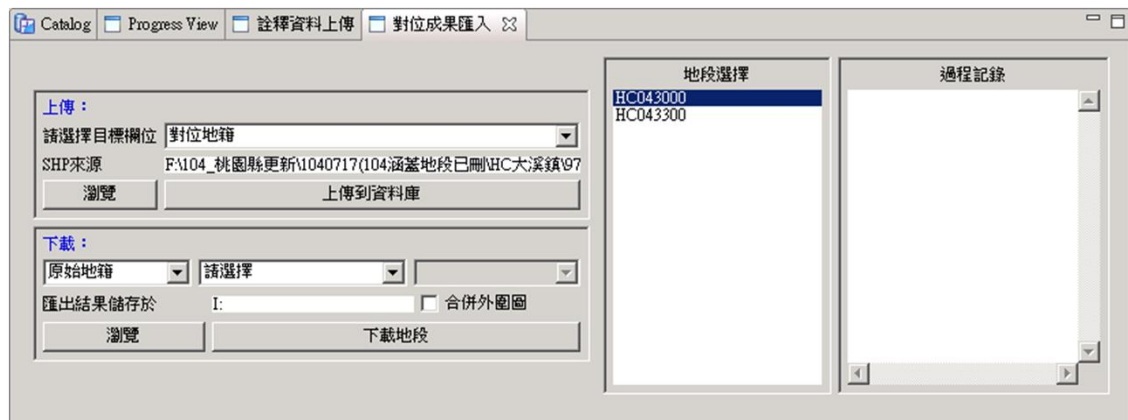 Catalog Progress View 詮釋資料上傳 對位成果匯入
上傳：
請選擇目標欄位 對位地籍
SHP來源 F:\104_桃園縣更新\1040717(104涵蓋地段已刪\HC大溪鎮\97
瀏覽 上傳到資料庫
下載：
原始地籍 請選擇
匯出結果儲存於 I: 合併外圍圖
瀏覽 下載地段
地段選擇
HC043000
HC043300
過程記錄